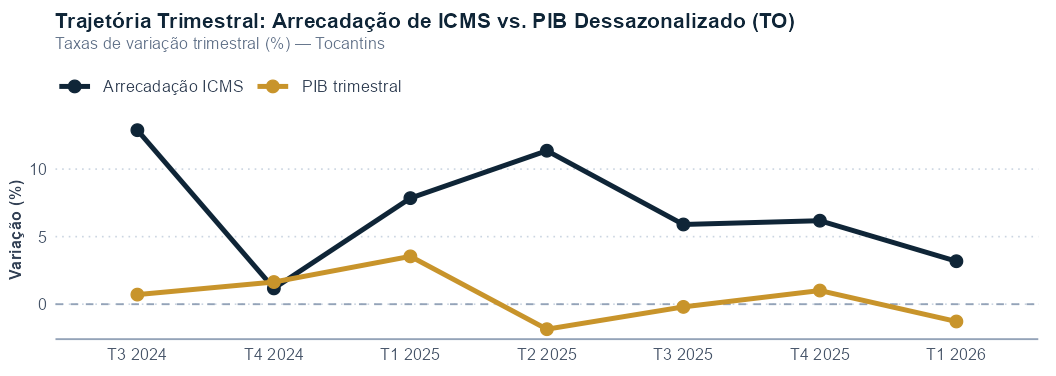 Trajetória Trimestral: Arrecadação de ICMS vs. PIB Dessazonalizado (TO)
Taxas de variação trimestral (%) — Tocantins
Arrecadação ICMS PIB trimestral
Variação (%)
10
5
0
T3 2024 T4 2024 T1 2025 T2 2025 T3 2025 T4 2025 T1 2026